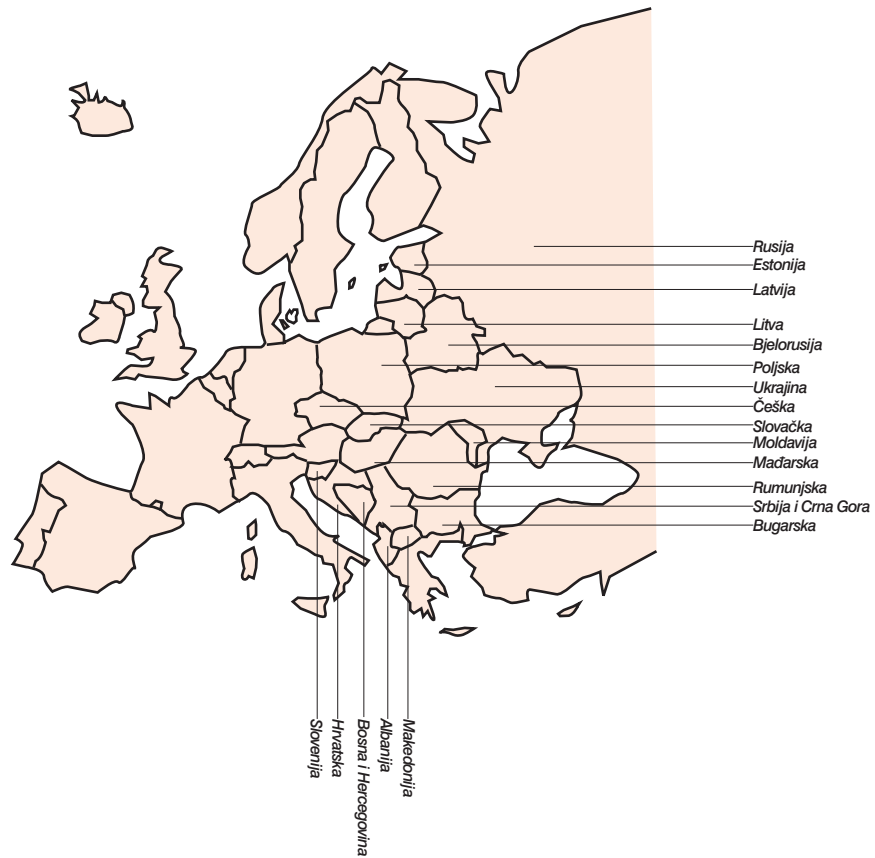 Rusija
Estonija
Latvija
Litva
Bjelorusija
Poljska
Ukrajina
Češka
Slovačka
Moldavija
Mađarska
Rumunjska
Srbija i Crna Gora
Bugarska
Slovenija
Hrvatska
Bosna i Hercegovina
Albanija
Makedonija